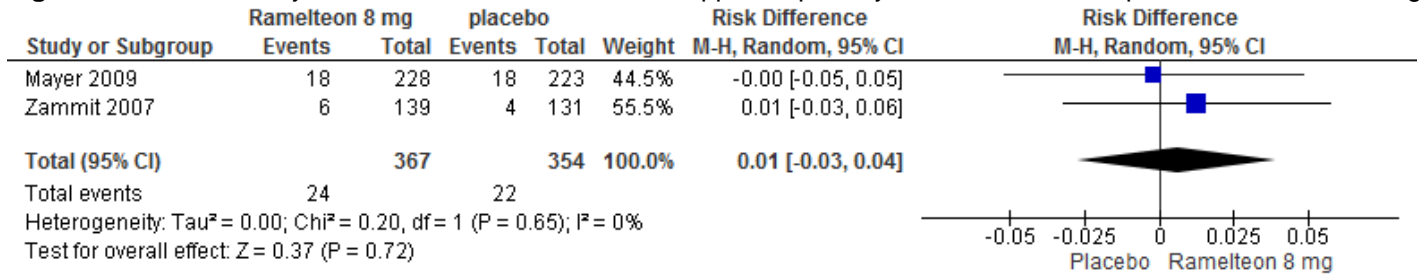 Ramelteon 8 mg placebo Risk Difference Risk Difference
Study or Subgroup Events Total Events Total Weight M-H, Random, 95% CI M-H, Random, 95% CI
Mayer 2009 18 228 18 223 44.5% -0.00 [-0.05, 0.05]
Zammit 2007 6 139 4 131 55.5% 0.01 [-0.03, 0.06]
Total (95% CI) 367 354 100.0% 0.01 [-0.03, 0.04]
Total events 24 22
Heterogeneity: Tau² = 0.00; Chi² = 0.20, df = 1 (P = 0.65); I² = 0%
Test for overall effect: Z = 0.37 (P = 0.72)
-0.05 -0.025 0 0.025 0.05
Placebo Ramelteon 8 mg